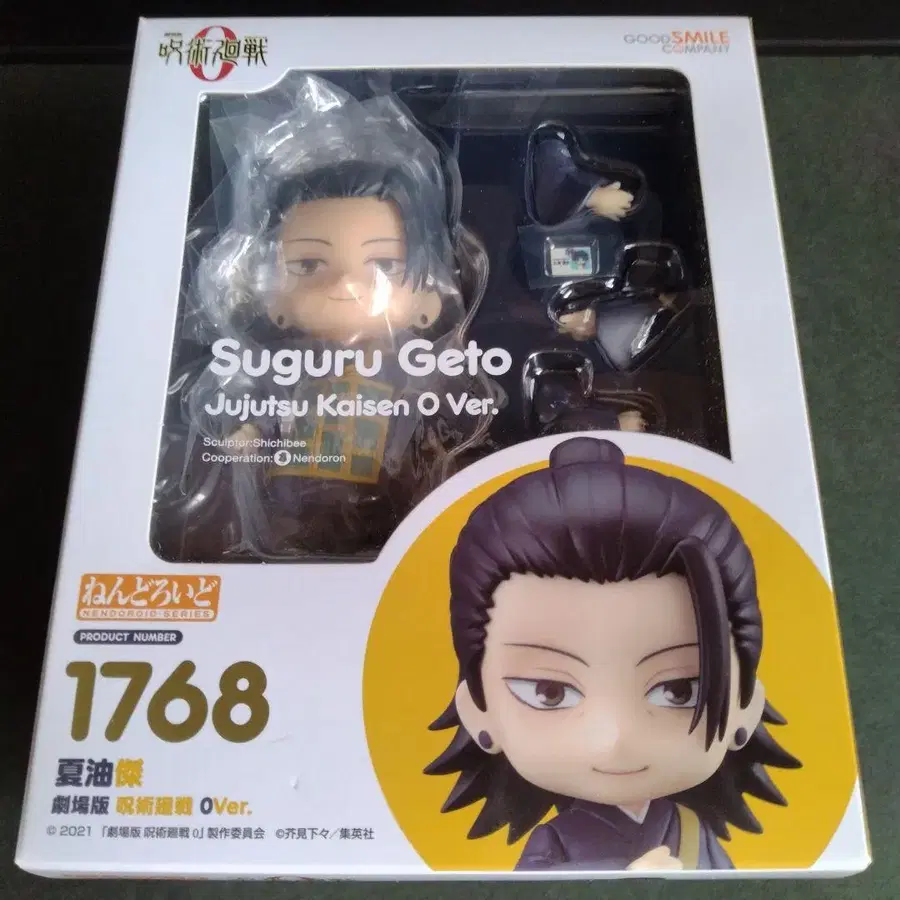 呪術廻戦 0
GOOD SMILE
COMPANY
Suguru Geto
Jujutsu Kaisen 0 Ver.
Sculptor:Shichibee
Cooperation: Nendoron
ねんどろいど
NENDOROID SERIES
PRODUCT NUMBER
1768
夏油傑
劇場版 呪術廻戦 0Ver.
© 2021 「劇場版 呪術廻戦 0」製作委員会 ©芥見下々/集英社